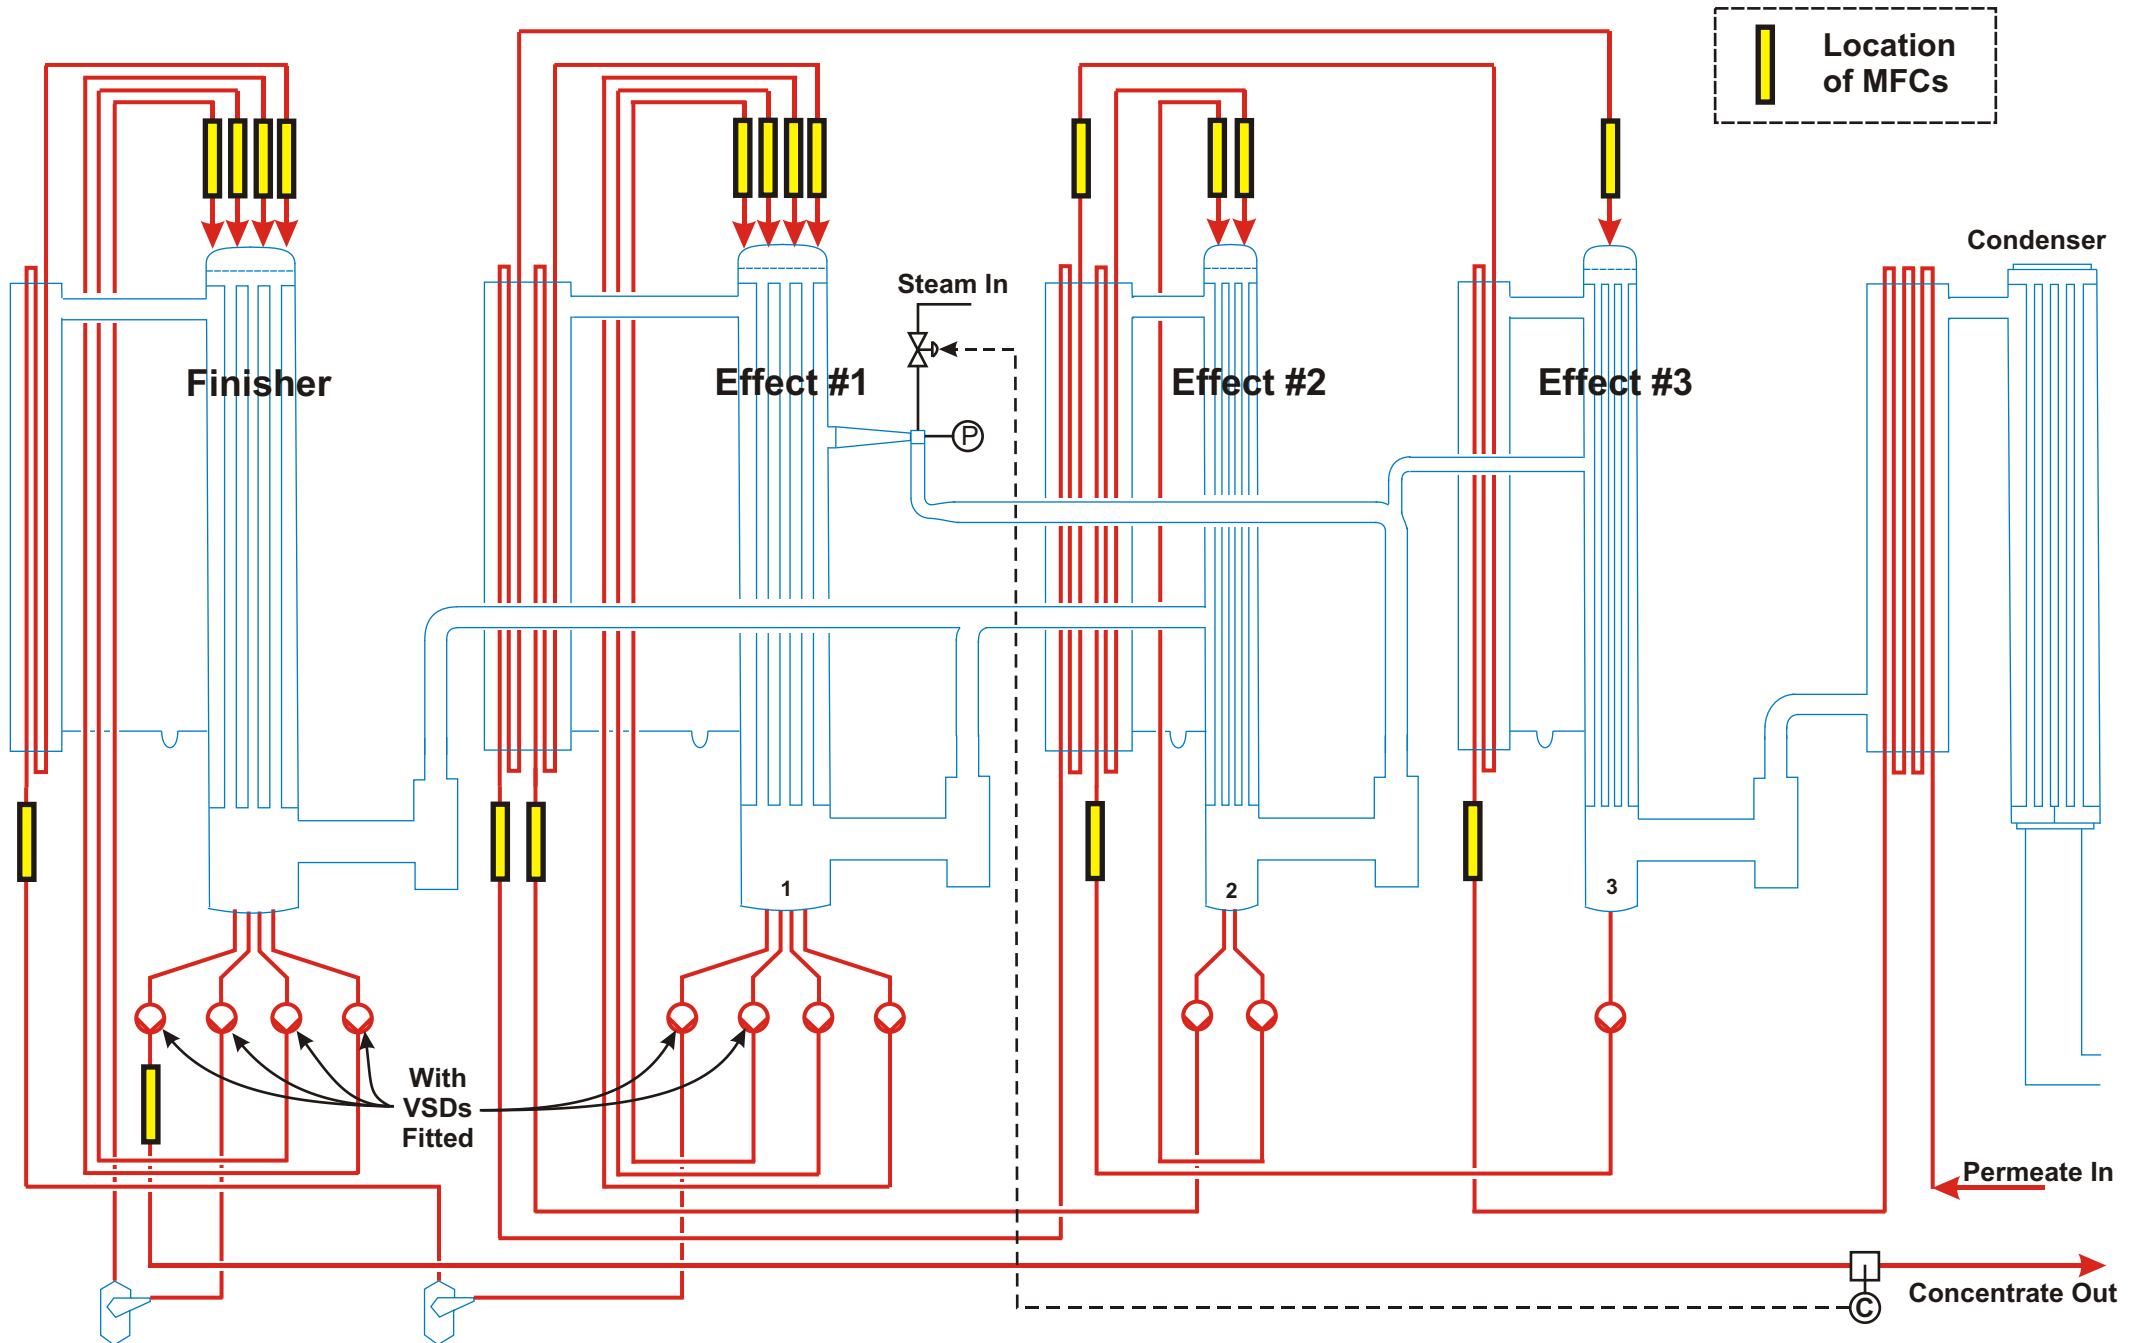 Location
of MFCs
Condenser
Steam In
Finisher
Effect #1
Effect #2
Effect #3
P
1
2
3
With
VSDs
Fitted
Permeate In
Concentrate Out
C